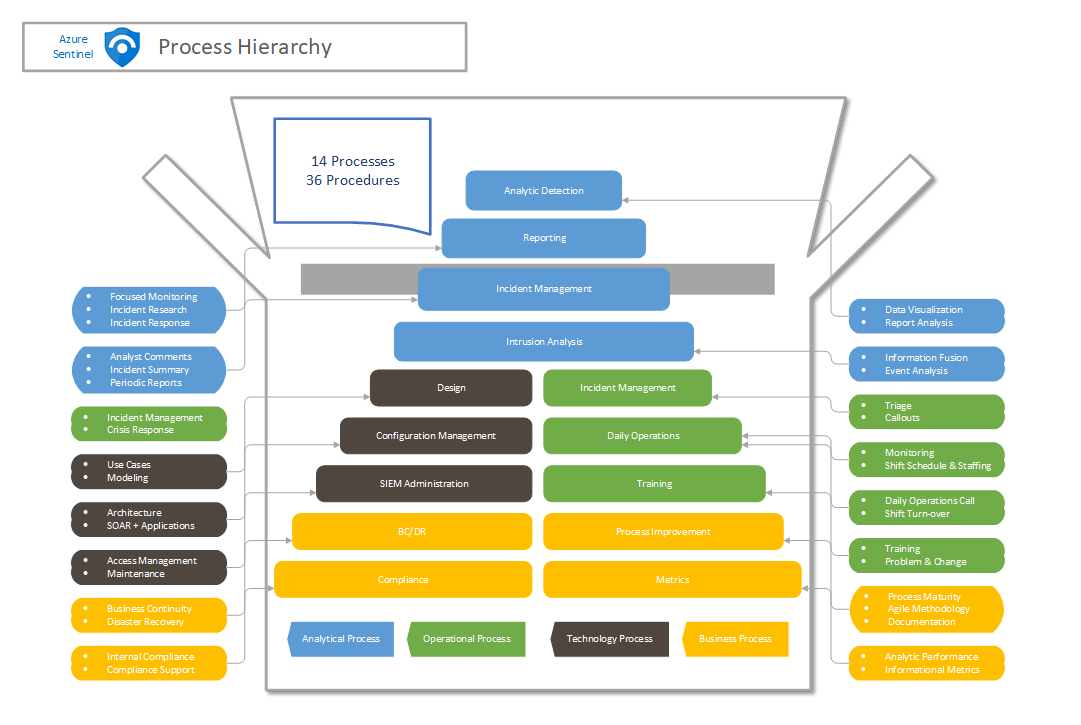 Azure
Sentinel
Process Hierarchy
14 Processes
36 Procedures
Analytic Detection
Reporting
Incident Management
Intrusion Analysis
Design
Incident Management
Configuration Management
Daily Operations
SIEM Administration
Training
BC/DR
Process Improvement
Compliance
Metrics
Analytical Process
Operational Process
Technology Process
Business Process
• Focused Monitoring
• Incident Research
• Incident Response
• Analyst Comments
• Incident Summary
• Periodic Reports
• Incident Management
• Crisis Response
• Use Cases
• Modeling
• Architecture
• SOAR + Applications
• Access Management
• Maintenance
• Business Continuity
• Disaster Recovery
• Internal Compliance
• Compliance Support
• Data Visualization
• Report Analysis
• Information Fusion
• Event Analysis
• Triage
• Callouts
• Monitoring
• Shift Schedule & Staffing
• Daily Operations Call
• Shift Turn-over
• Training
• Problem & Change
• Process Maturity
• Agile Methodology
• Documentation
• Analytic Performance
• Informational Metrics